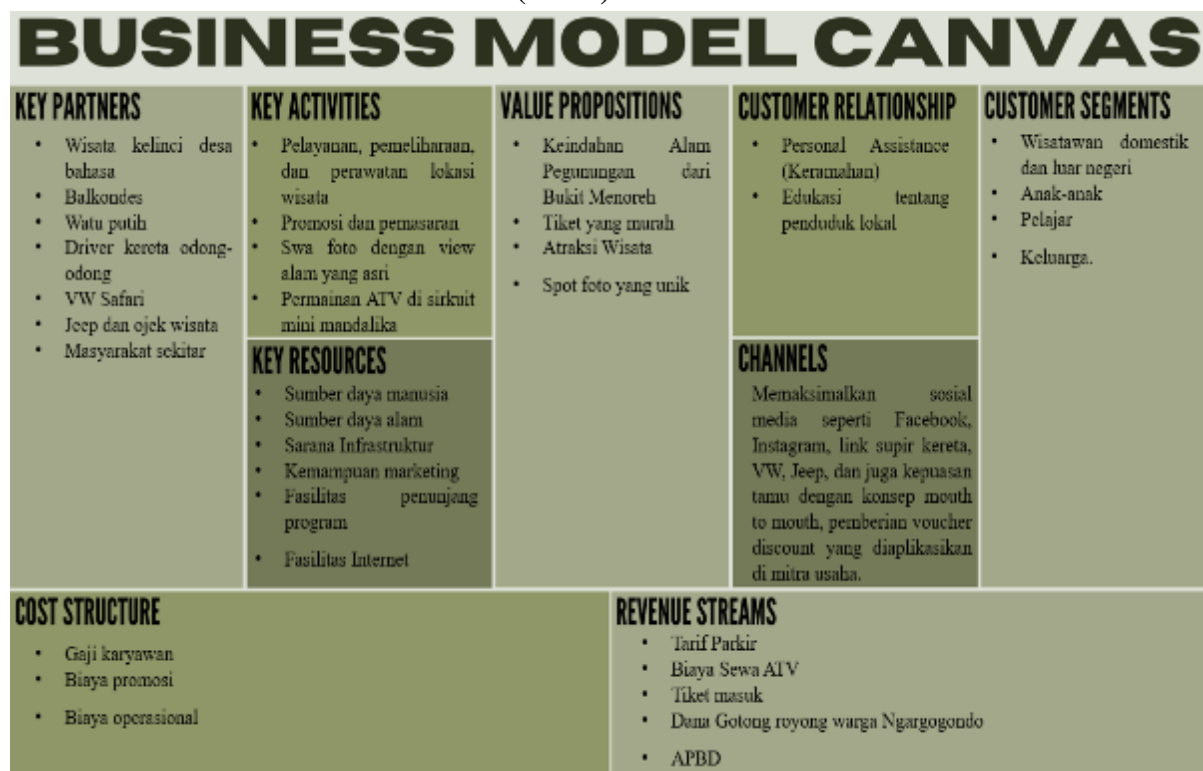 BUSINESS MODEL CANVAS
KEY PARTNERS
• Wisata kelinci desa
bahasa
• Balkondes
• Watu putih
• Driver kereta odong-
odong
• VW Safari
• Jeep dan ojek wisata
• Masyarakat sekitar
KEY ACTIVITIES
• Pelayanan, pemeliharaan,
dan perawatan lokasi
wisata
• Promosi dan pemasaran
• Swa foto dengan view
alam yang asri
• Permainan ATV di sirkuit
mini mandalika
KEY RESOURCES
• Sumber daya manusia
• Sumber daya alam
• Sarana Infrastruktur
• Kemampuan marketing
• Fasilitas penunjang
program
• Fasilitas Internet
VALUE PROPOSITIONS
• Keindahan Alam
Pegunungan dari
Bukit Menoreh
• Tiket yang murah
• Atraksi Wisata
• Spot foto yang unik
CUSTOMER RELATIONSHIP
• Personal Assistance
(Keramahan)
• Edukasi tentang
penduduk lokal
CHANNELS
Memaksimalkan sosial
media seperti Facebook,
Instagram, link supir kereta,
VW, Jeep, dan juga kepuasan
tamu dengan konsep mouth
to mouth, pemberian voucher
discount yang diaplikasikan
di mitra usaha.
CUSTOMER SEGMENTS
• Wisatawan domestik
dan luar negeri
• Anak-anak
• Pelajar
• Keluarga.
COST STRUCTURE
• Gaji karyawan
• Biaya promosi
• Biaya operasional
REVENUE STREAMS
• Tarif Parkir
• Biaya Sewa ATV
• Tiket masuk
• Dana Gotong royong warga Ngargogondo
• APBD